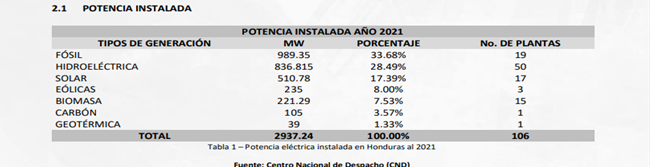 2.1 POTENCIA INSTALADA
POTENCIA INSTALADA AÑO 2021
TIPOS DE GENERACIÓN MW PORCENTAJE No. DE PLANTAS
FÓSIL 989.35 33.68% 19
HIDROELÉCTRICA 836.815 28.49% 50
SOLAR 510.78 17.39% 17
EÓLICAS 235 8.00% 3
BIOMASA 221.29 7.53% 15
CARBÓN 105 3.57% 1
GEOTÉRMICA 39 1.33% 1
TOTAL 2937.24 100.00% 106
Tabla 1 – Potencia eléctrica instalada en Honduras al 2021
Fuente: Centro Nacional de Despacho (CND)